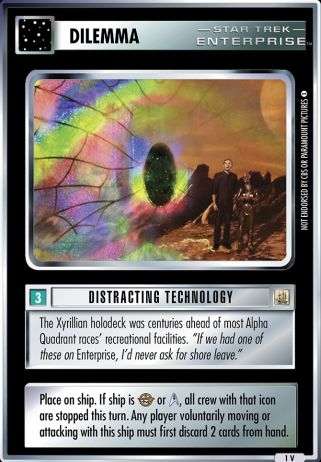 DILEMMA
STAR TREK
ENTERPRISE™
NOT ENDORSED BY CBS OR PARAMOUNT PICTURES
3
DISTRACTING TECHNOLOGY
The Xyrillian holodeck was centuries ahead of most Alpha
Quadrant races' recreational facilities. "If we had one of
these on Enterprise, I'd never ask for shore leave."
Place on ship. If ship is or , all crew with that icon
are stopped this turn. Any player voluntarily moving or
attacking with this ship must first discard 2 cards from hand.
1 V